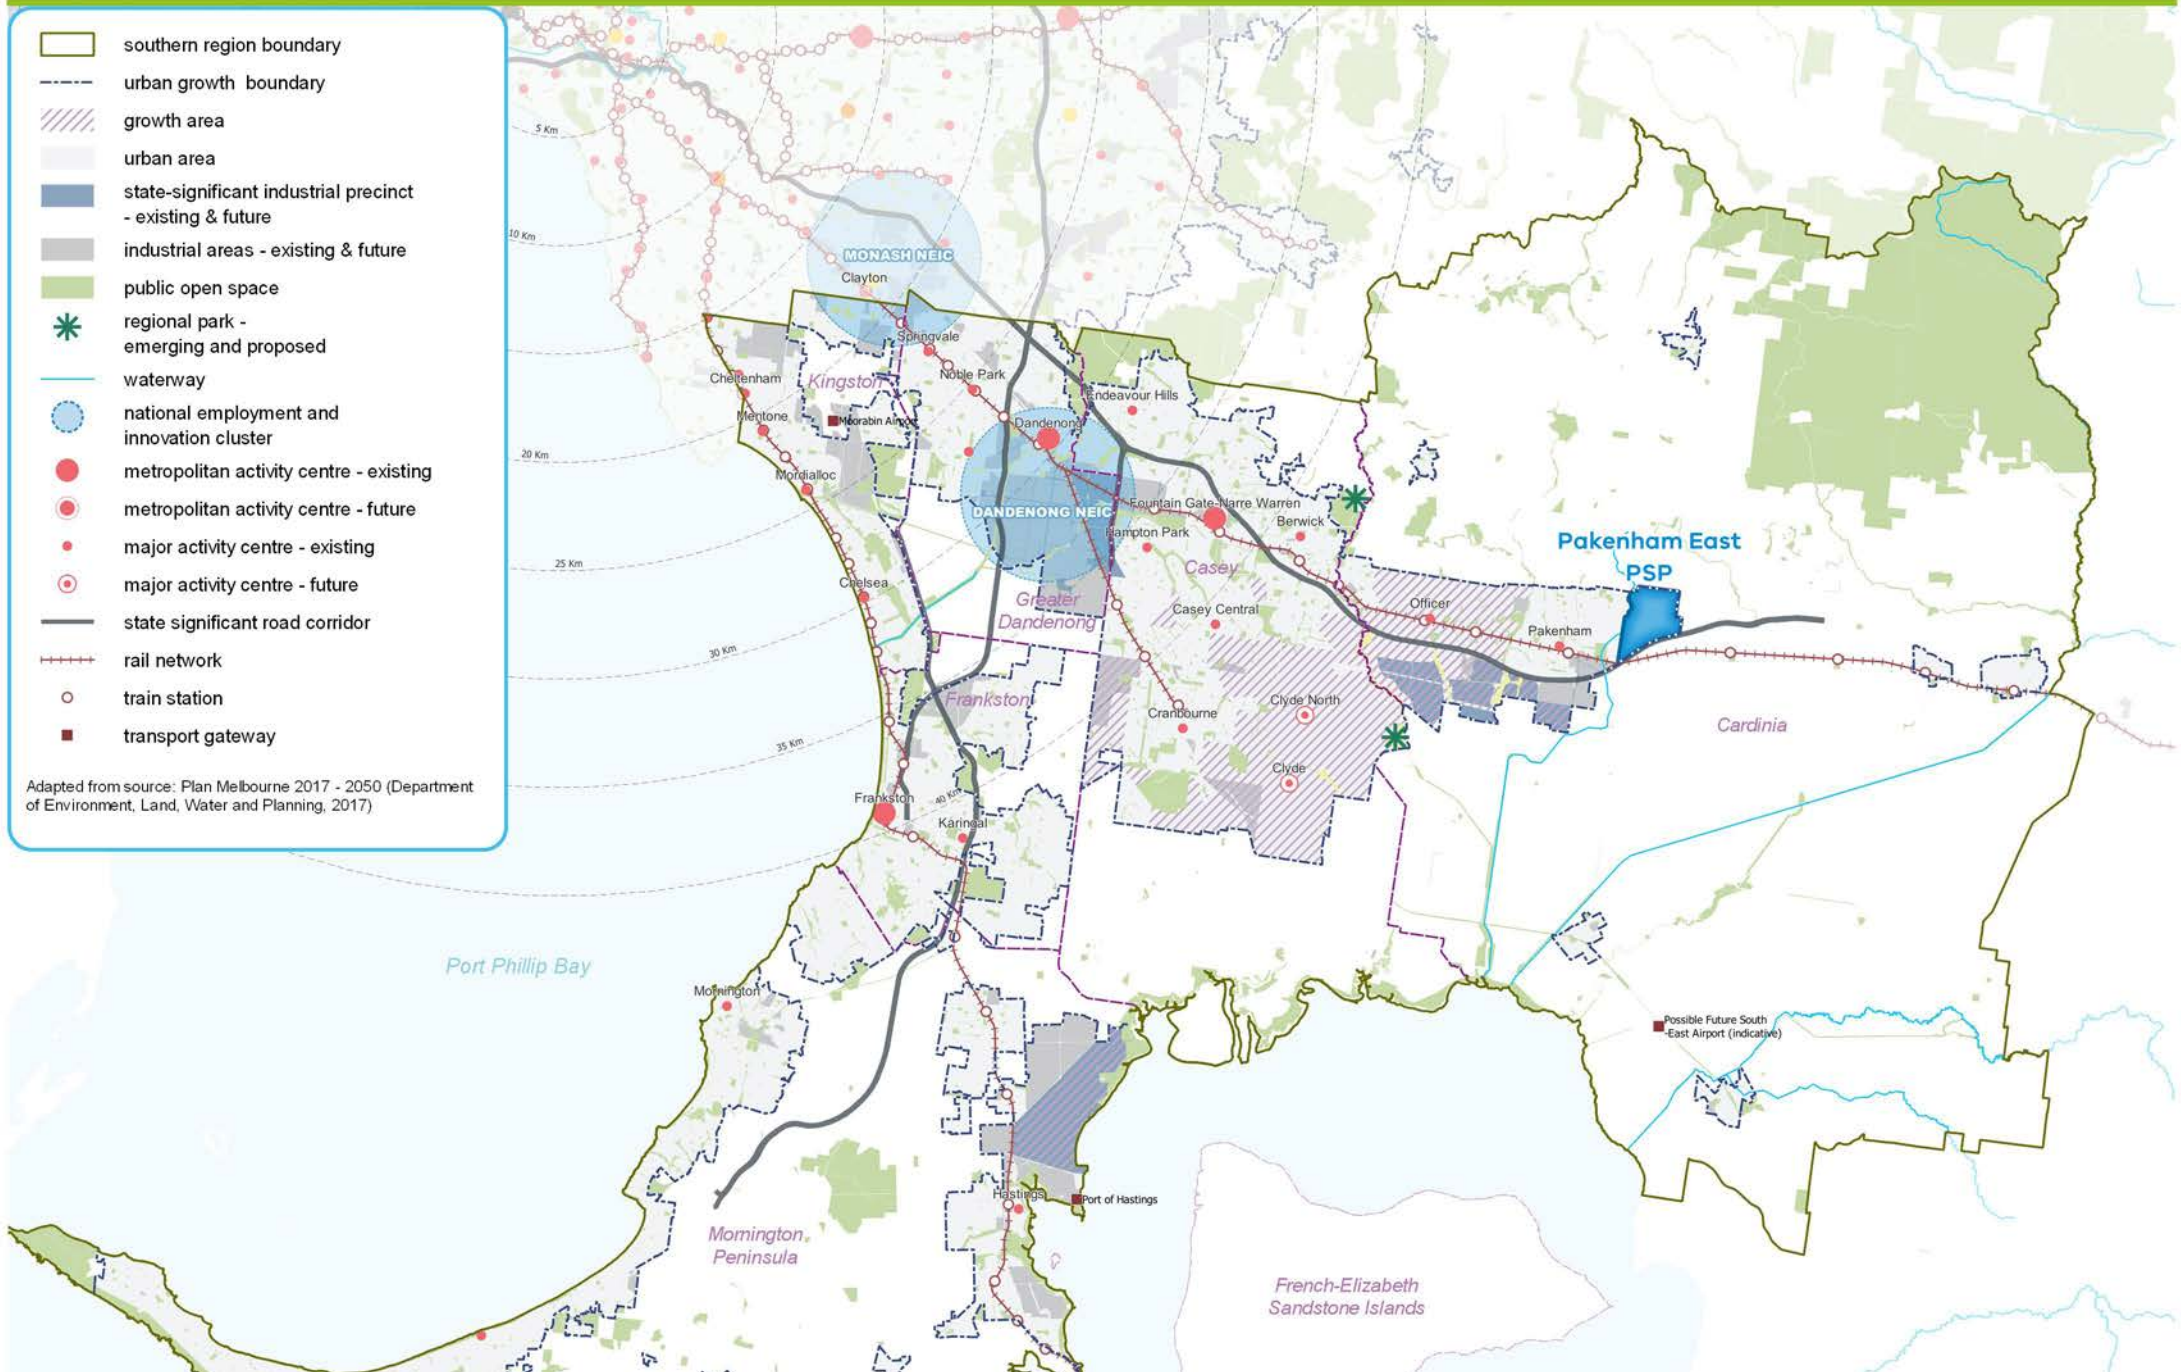 southern region boundary
urban growth boundary
growth area
urban area
state-significant industrial precinct
- existing & future
industrial areas - existing & future
public open space
regional park -
emerging and proposed
waterway
national employment and
innovation cluster
metropolitan activity centre - existing
metropolitan activity centre - future
major activity centre - existing
major activity centre - future
state significant road corridor
rail network
train station
transport gateway
Adapted from source: Plan Melbourne 2017 - 2050 (Department
of Environment, Land, Water and Planning, 2017)
5 Km
10 Km
20 Km
25 Km
30 Km
35 Km
40 Km
MONASH NEIC
Clayton
Springvale
Noble Park
Cheltenham
Kingston
Mentone
Moorabin Airport
Endeavour Hills
Dandenong
Mordialloc
DANDENONG NEIC
Fountain Gate-Narre Warren
Berwick
Hampton Park
Casey
Chelsea
Greater
Dandenong
Casey Central
Officer
Pakenham
Pakenham East
PSP
Frankston
Cranbourne
Clyde North
Clyde
Cardinia
Frankston
Karingal
Port Phillip Bay
Mornington
Possible Future South
-East Airport (indicative)
Hastings
Port of Hastings
Mornington
Peninsula
French-Elizabeth
Sandstone Islands